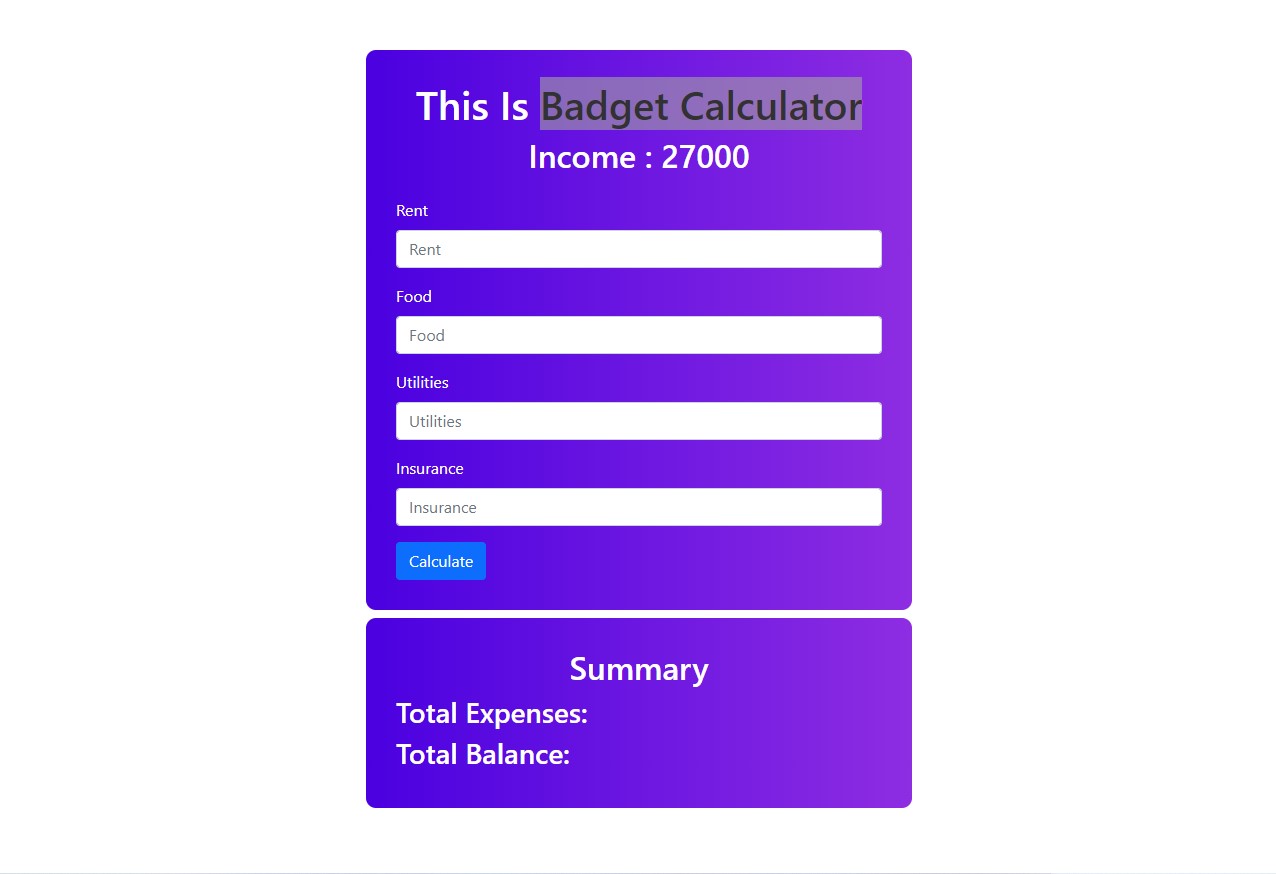 This Is Badget Calculator
Income : 27000
Rent
Rent
Food
Food
Utilities
Utilities
Insurance
Insurance
Calculate
Summary
Total Expenses:
Total Balance: